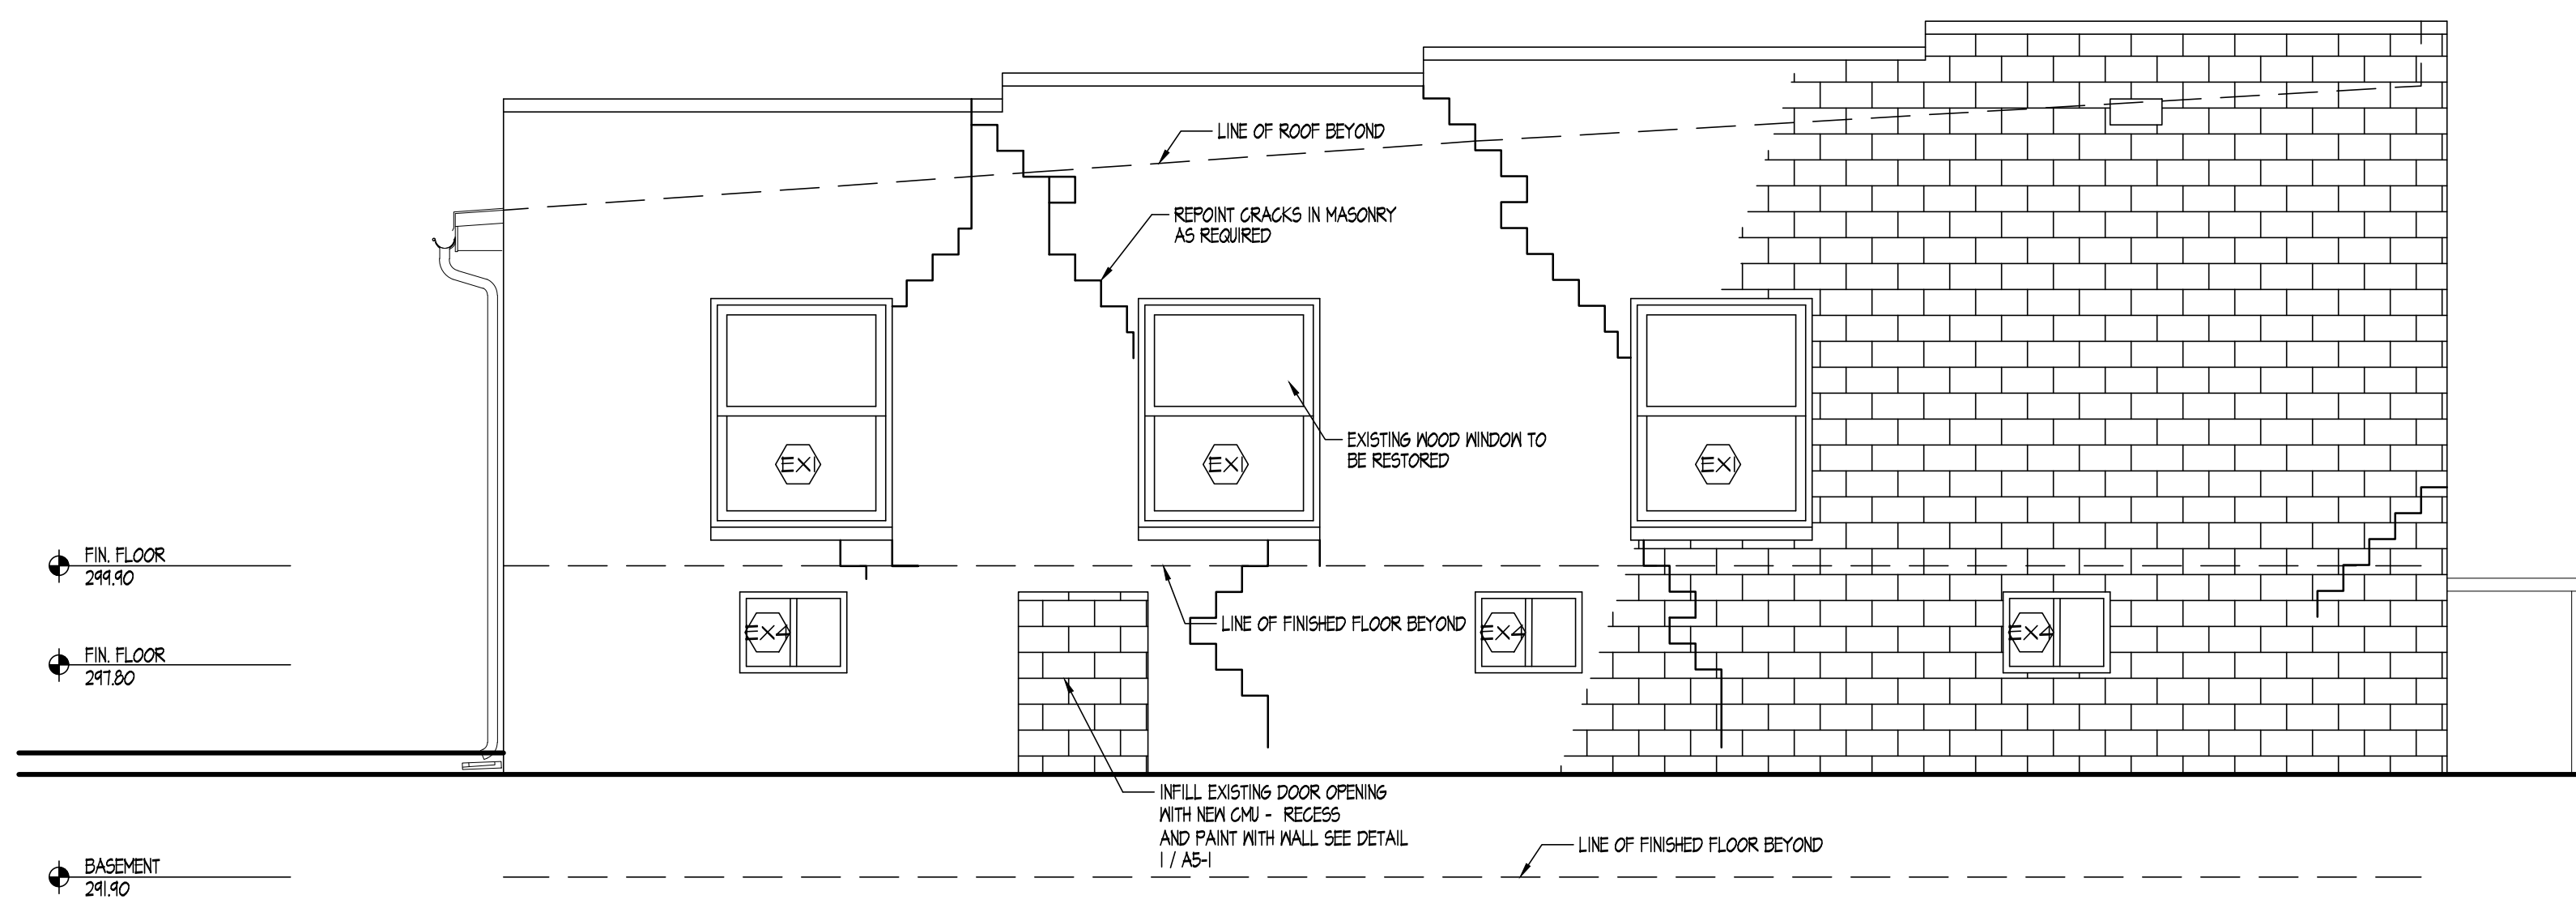 LINE OF ROOF BEYOND
REPOINT CRACKS IN MASONRY
AS REQUIRED
EXISTING WOOD WINDOW TO
BE RESTORED
EX1
EX1
EX1
FIN. FLOOR
299.90
LINE OF FINISHED FLOOR BEYOND
EX4
EX4
EX4
FIN. FLOOR
297.80
INFILL EXISTING DOOR OPENING
WITH NEW CMU - RECESS
AND PAINT WITH WALL SEE DETAIL
1 / A5-1
LINE OF FINISHED FLOOR BEYOND
BASEMENT
291.90